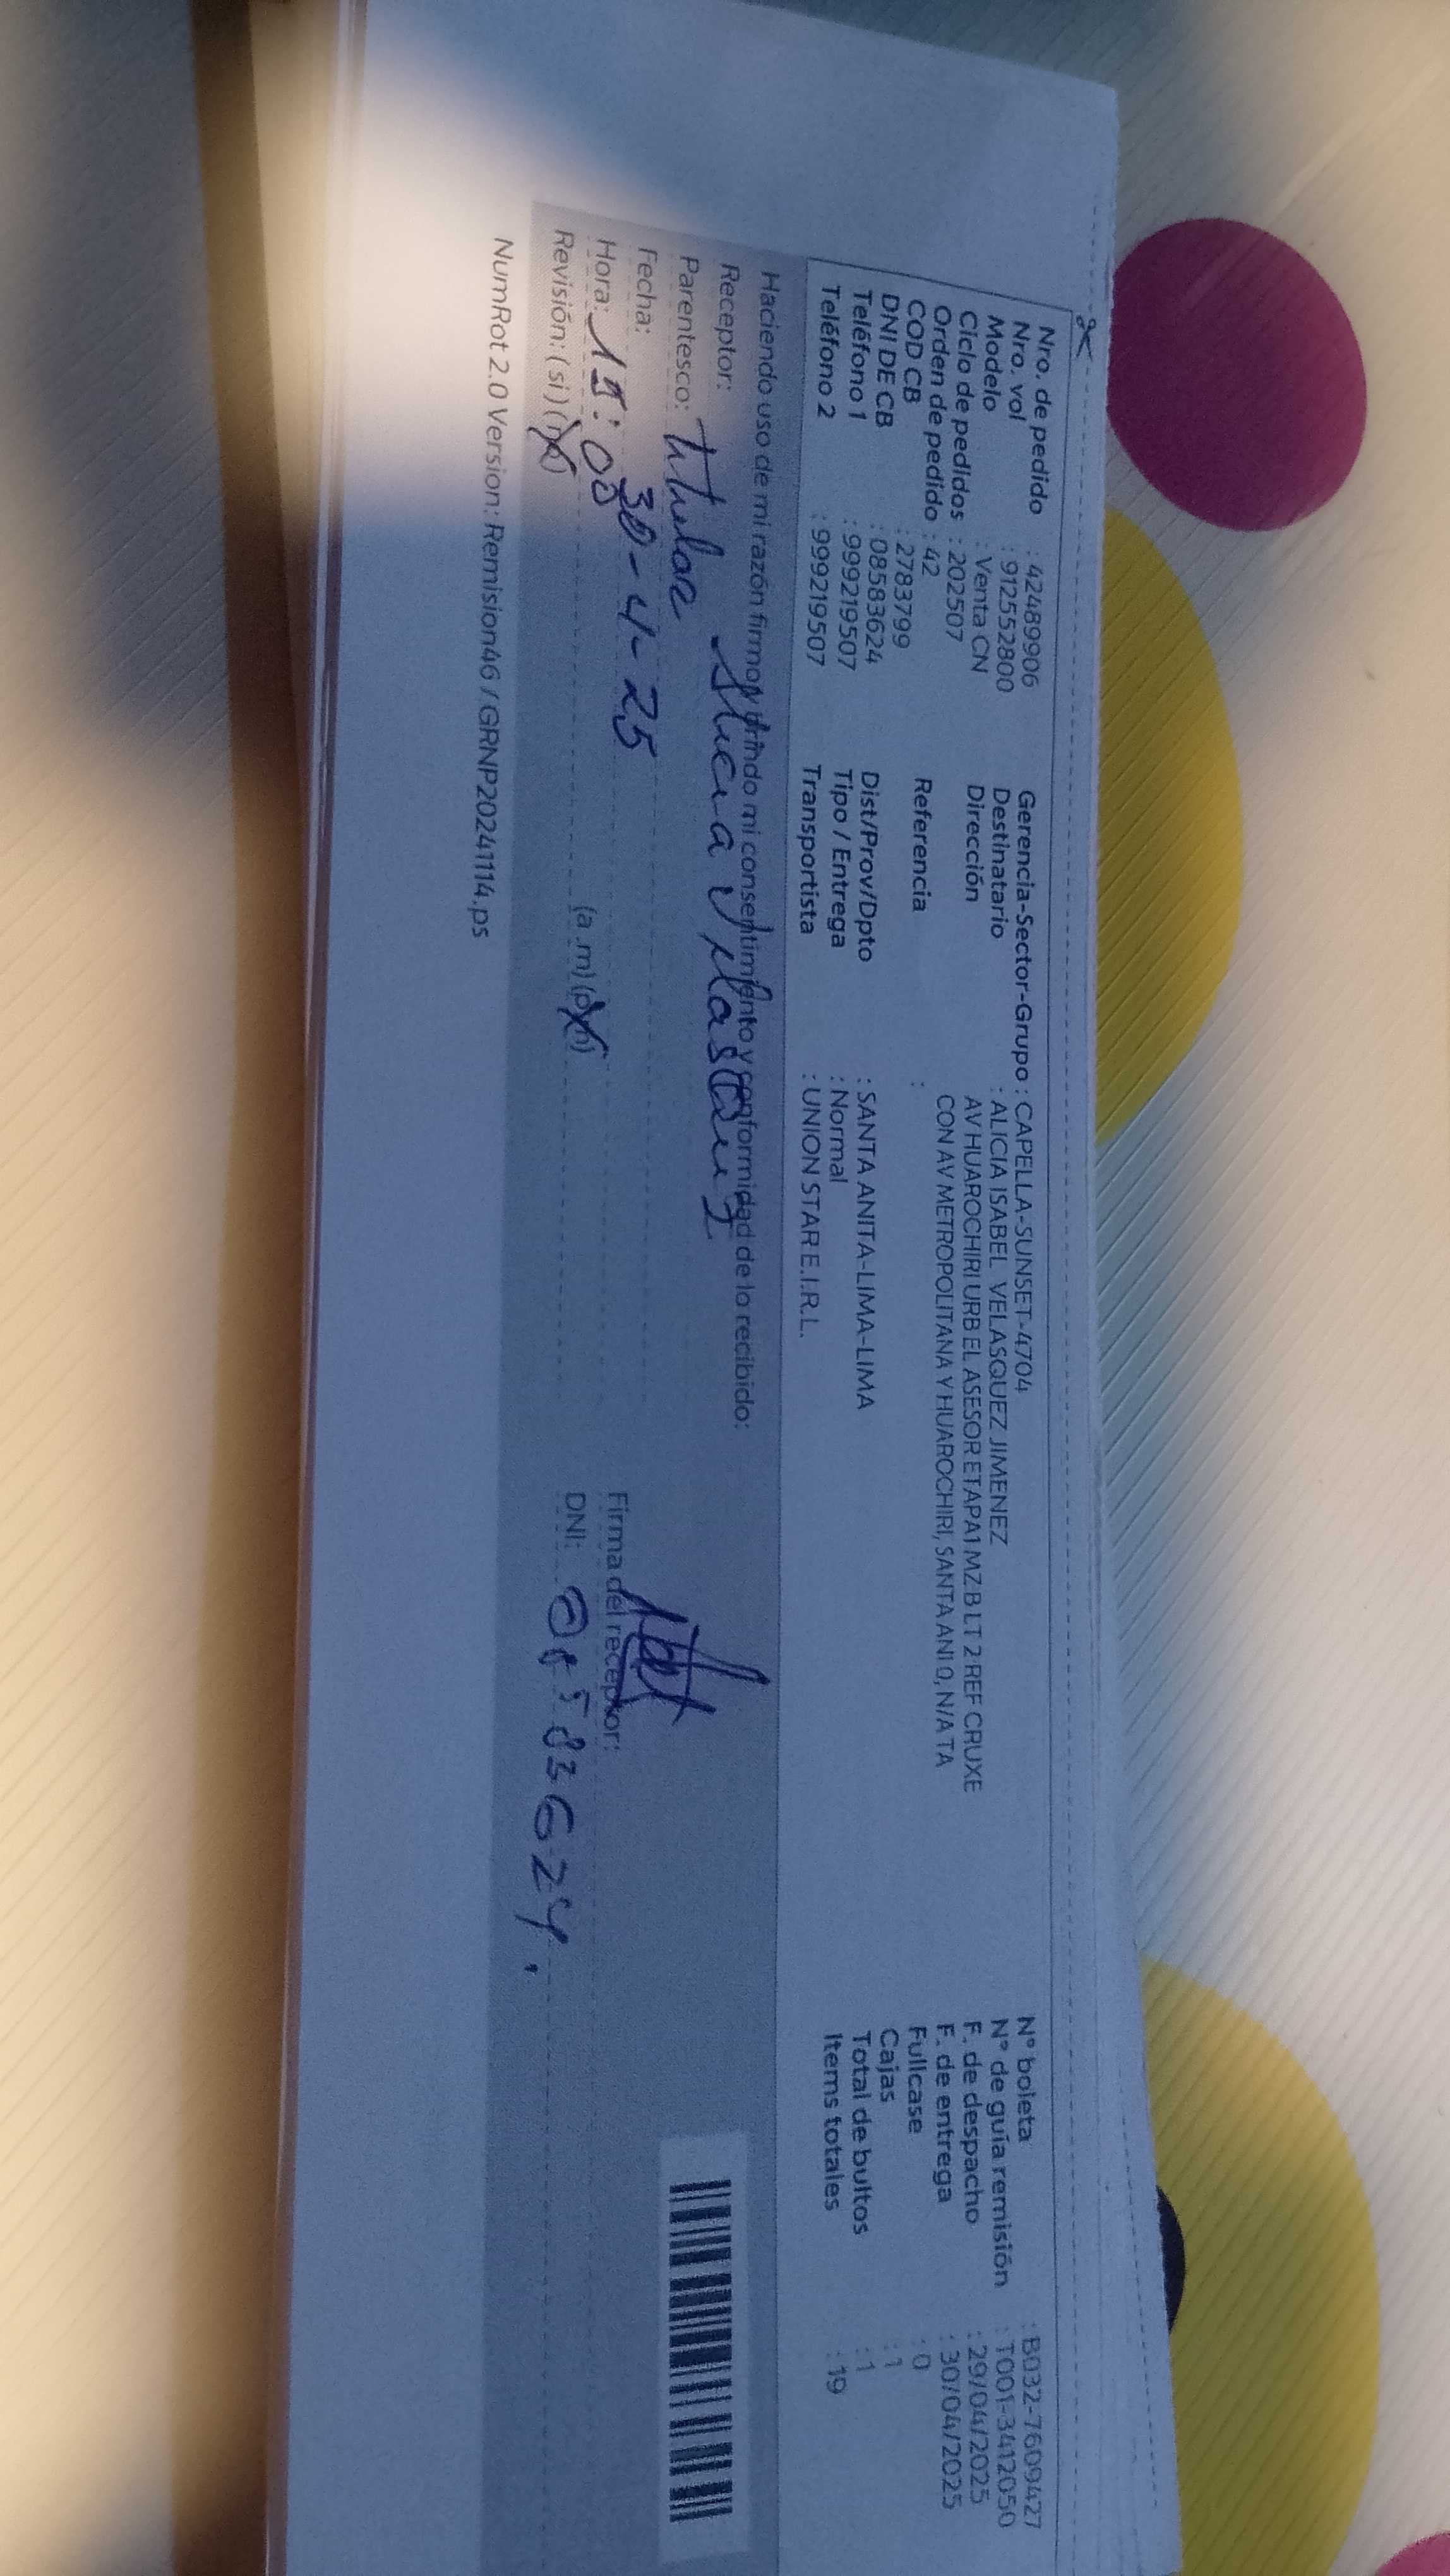 Nro. de pedido : 42489906
Nro. vol : 912552800
Modelo : Venta CN
Ciclo de pedidos : 202507
Orden de pedido : 42
COD CB : 2783799
DNI DE CB : 08583624
Teléfono 1 : 999219507
Teléfono 2 : 999219507
Gerencia-Sector-Grupo : CAPELLA-SUNSET-4704
Destinatario : ALICIA ISABEL VELASQUEZ JIMENEZ
Dirección AV HUAROCHIRI URB EL ASESOR ETAPA1 MZ B LT 2 REF CRUXE
CON AV METROPOLITANA Y HUAROCHIRI, SANTA ANI 0, N/A TA
Referencia :
Dist/Prov/Dpto : SANTA ANITA-LIMA-LIMA
Tipo / Entrega : Normal
Transportista : UNION STAR E.I.R.L.
N° boleta : B032-7609427
N° de guía remisión : T001-3412050
F. de despacho : 29/04/2025
F. de entrega : 30/04/2025
Fullcase : 0
Cajas : 1
Total de bultos : 1
Items totales : 19
Haciendo uso de mi razón firmo y brindo mi consentimiento y conformidad de lo recibido:
Receptor:
Parentesco: titular
Fecha: 30-4-25
Hora: (a.m) (p.m)
Revisión: (si) (no)
Firma del receptor:
DNI: 08583624.
NumRot 2.0 Version: Remision46 / GRNP20241114.ps